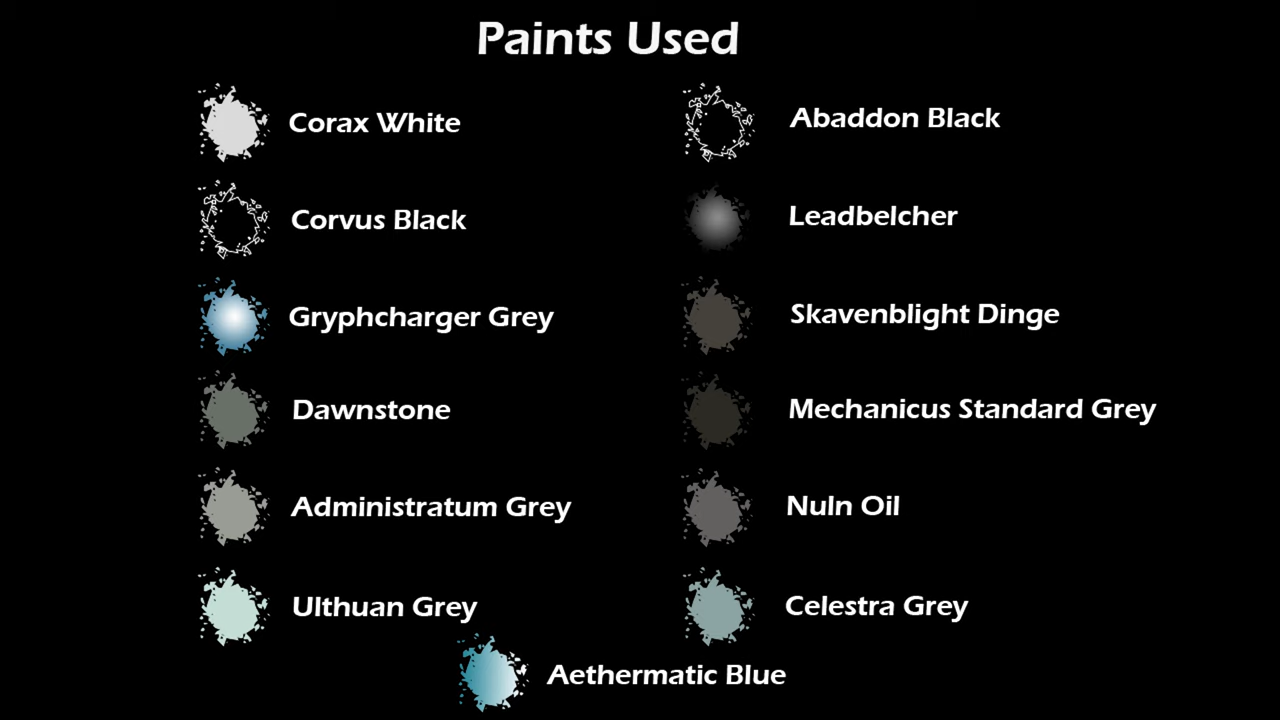 Paints Used
Corax White
Abaddon Black
Corvus Black
Leadbelcher
Gryphcharger Grey
Skavenblight Dinge
Dawnstone
Mechanicus Standard Grey
Administratum Grey
Nuln Oil
Ulthuan Grey
Celestra Grey
Aethermatic Blue